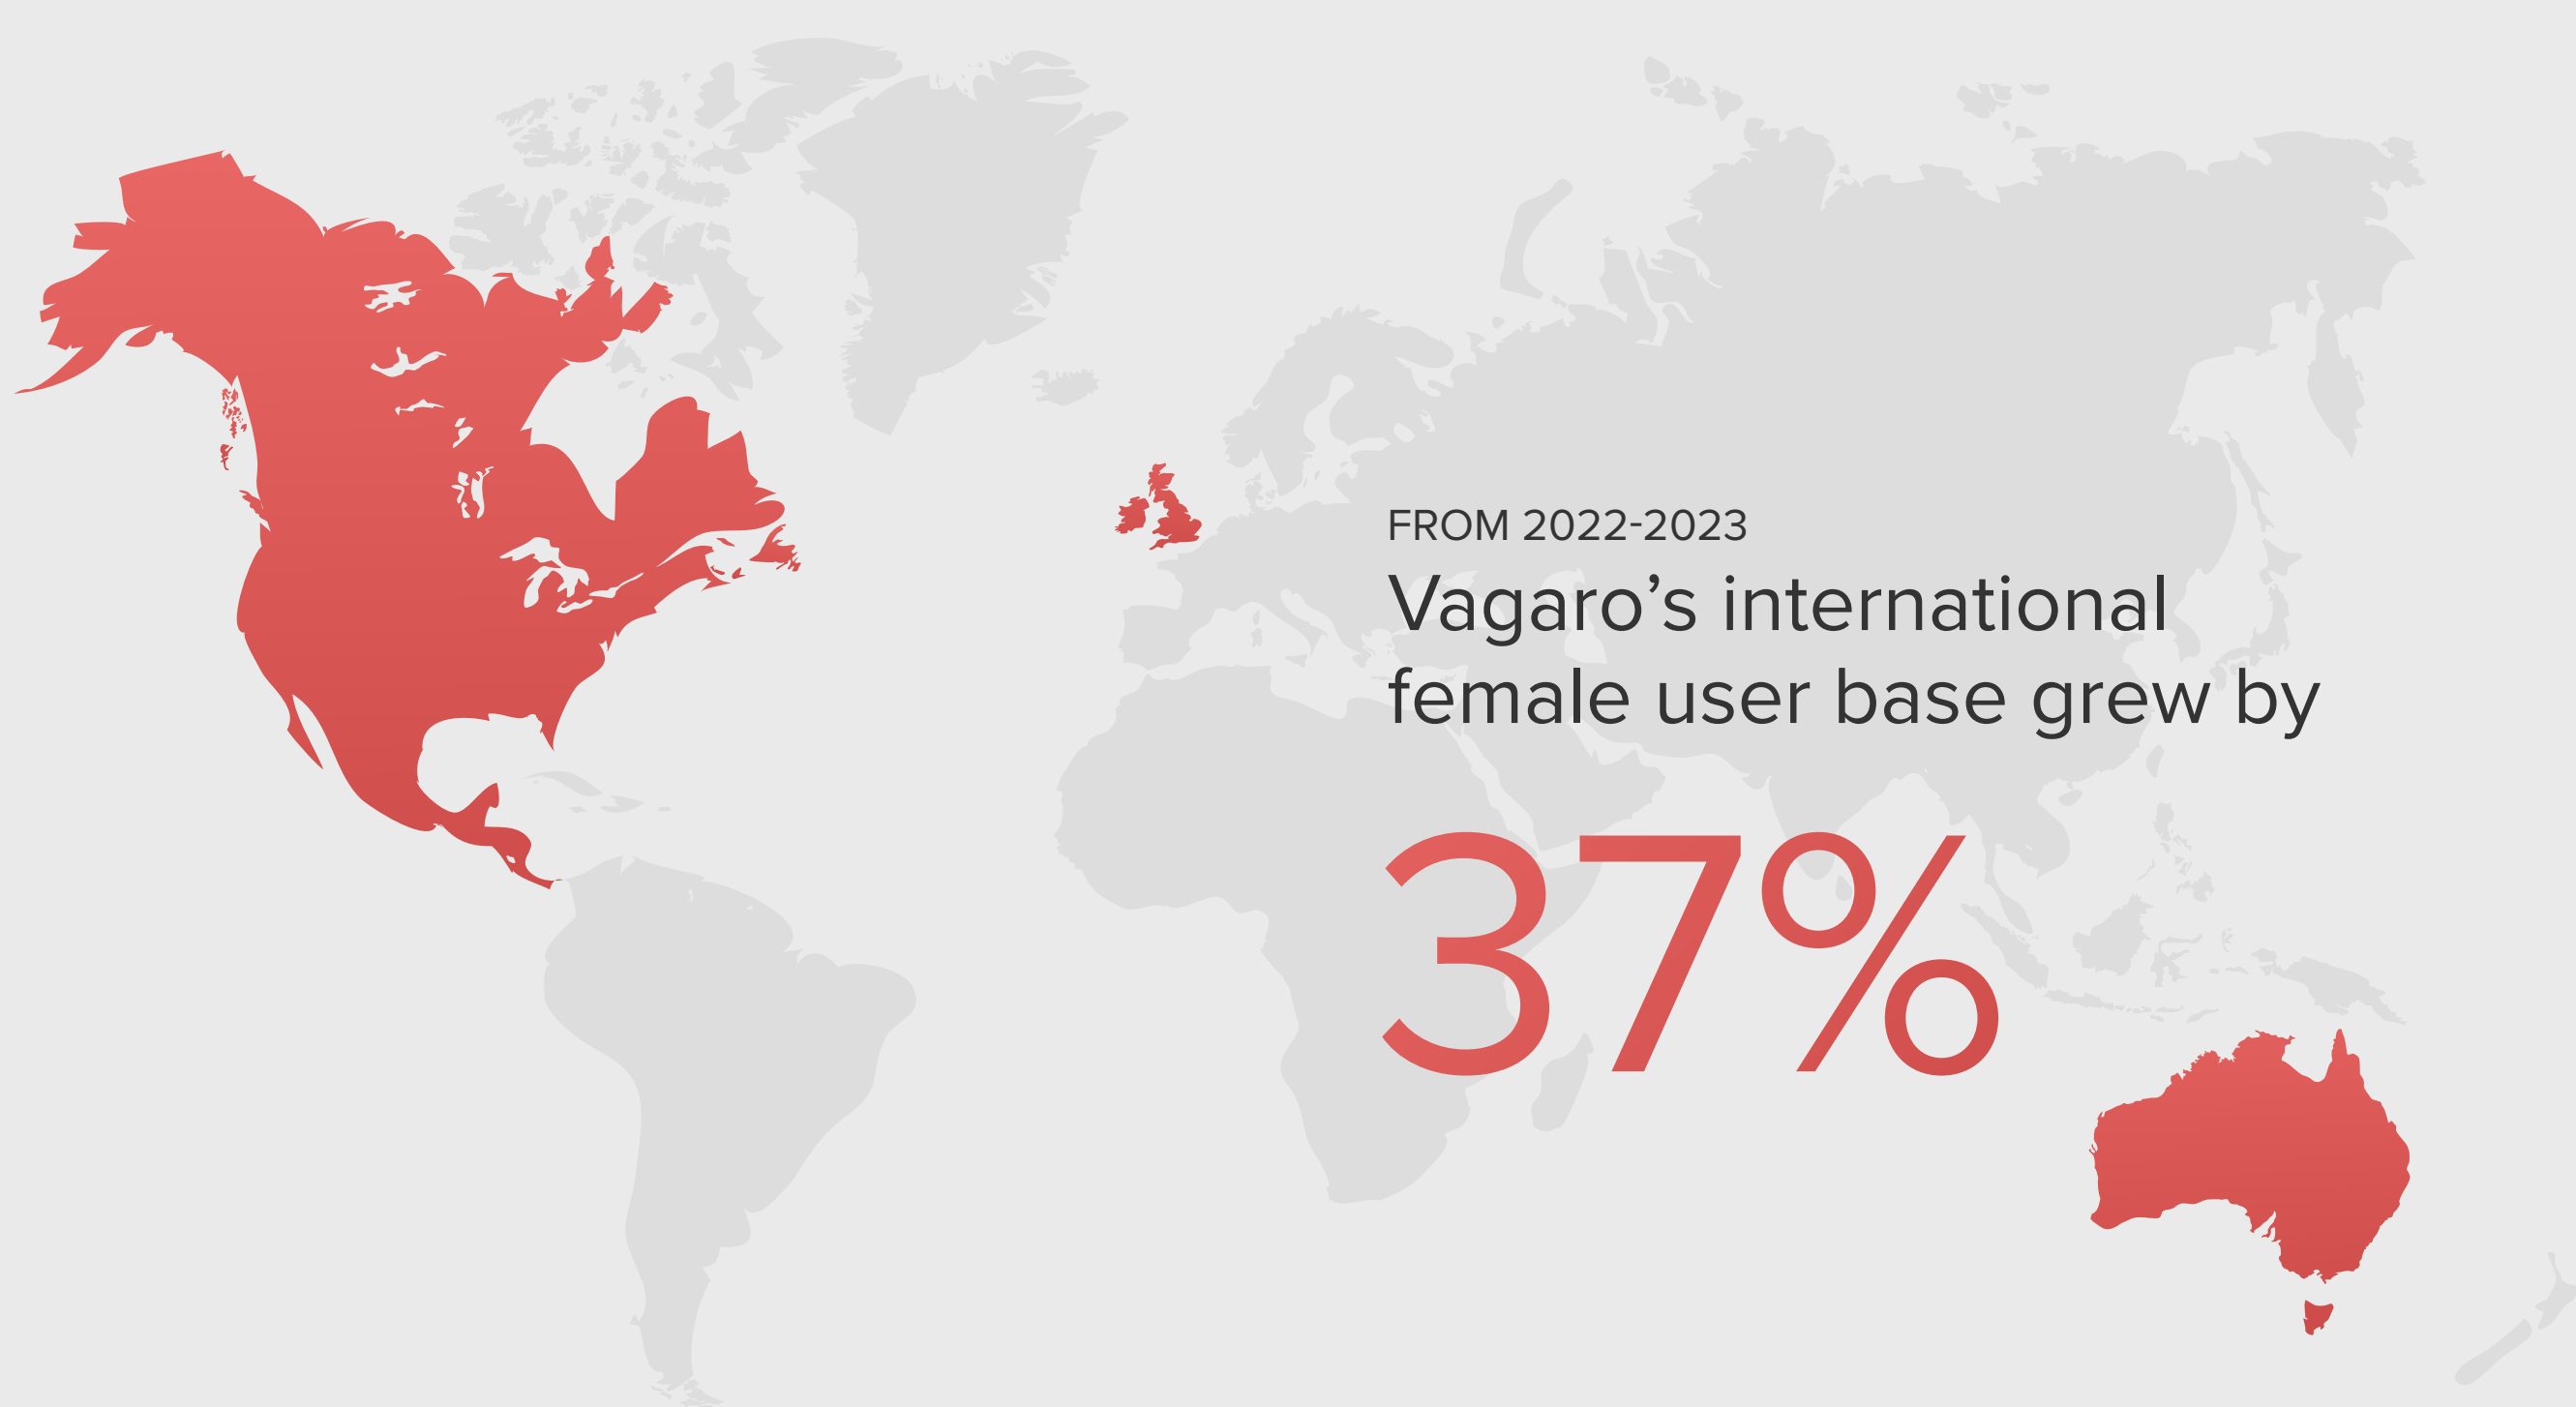 FROM 2022-2023
Vagaro’s international
female user base grew by
37%